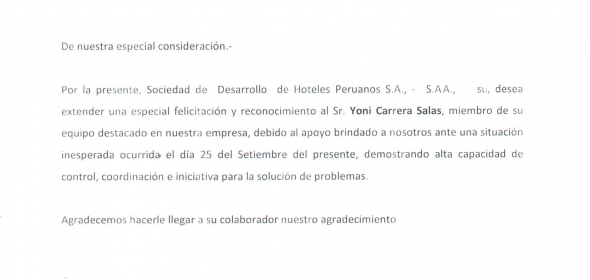 De nuestra especial consideración.-
Por la presente, Sociedad de Desarrollo de Hoteles Peruanos S.A., - S.AA., su, desea
extender una especial felicitación y reconocimiento al Sr. Yoni Carrera Salas, miembro de su
equipo destacado en nuestra empresa, debido al apoyo brindado a nosotros ante una situación
inesperada ocurrida el día 25 del Setiembre del presente, demostrando alta capacidad de
control, coordinación e iniciativa para la solución de problemas.
Agradecemos hacerle llegar a su colaborador nuestro agradecimiento